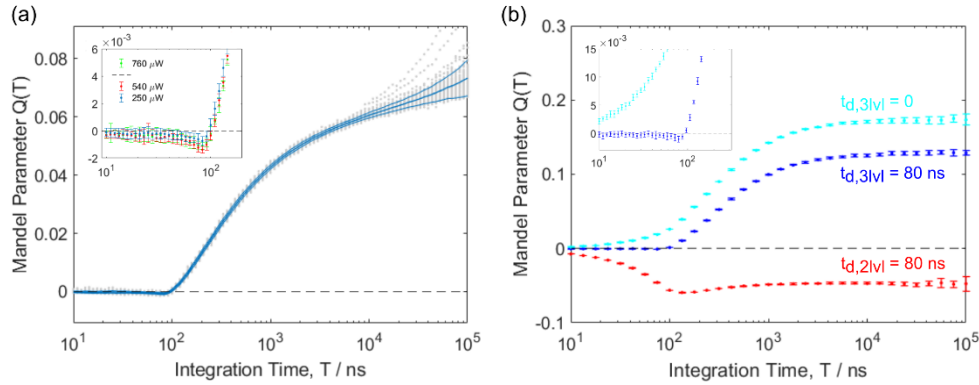 (a)
Mandel Parameter Q(T)
0.08
0.06
0.04
0.02
0
×10⁻³
6
4
2
0
-2
760 μW
540 μW
250 μW
10¹ 10²
10¹ 10² 10³ 10⁴ 10⁵
Integration Time, T / ns
(b)
Mandel Parameter Q(T)
0.3
0.2
0.1
0
-0.1
×10⁻³
15
10
5
0
10¹ 10²
t_d,3lvl = 0
t_d,3lvl = 80 ns
t_d,2lvl = 80 ns
10¹ 10² 10³ 10⁴ 10⁵
Integration Time, T / ns